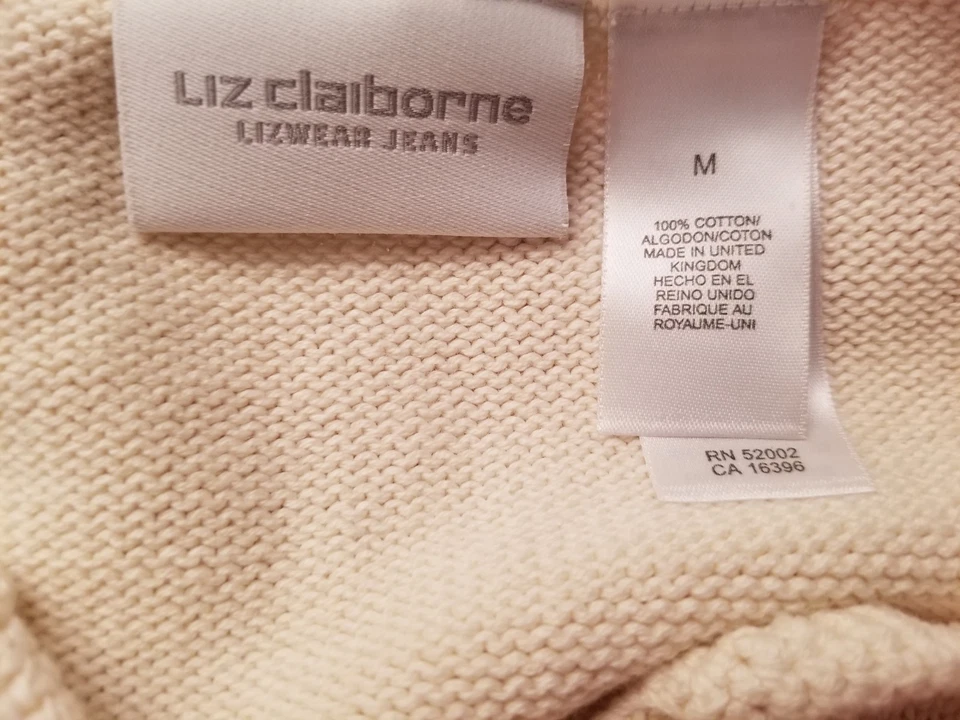 Liz claiborne
LIZWEAR JEANS
M
100% COTTON/
ALGODON/COTON
MADE IN UNITED
KINGDOM
HECHO EN EL
REINO UNIDO
FABRIQUE AU
ROYAUME-UNI
RN 52002
CA 16396